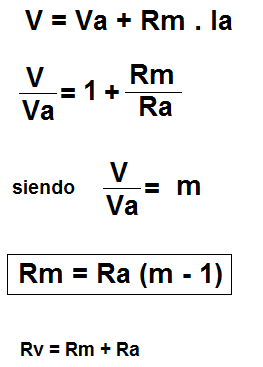 V = Va + Rm . Ia
V/Va = 1 + Rm/Ra
siendo V/Va = m
Rm = Ra (m - 1)
Rv = Rm + Ra